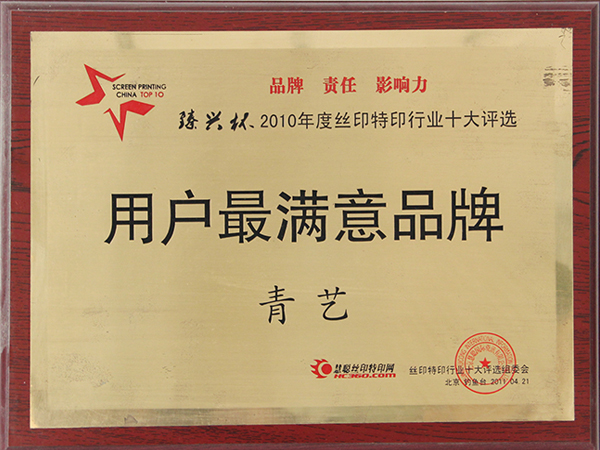 SCREEN PRINTING
CHINA TOP 10
品牌 责任 影响力
臻兴杯 2010年度丝印特印行业十大评选
用户最满意品牌
青艺
慧聪丝印特印网
HC360.com
丝印特印行业十大评选组委会
北京 钓鱼台 2011.04.21